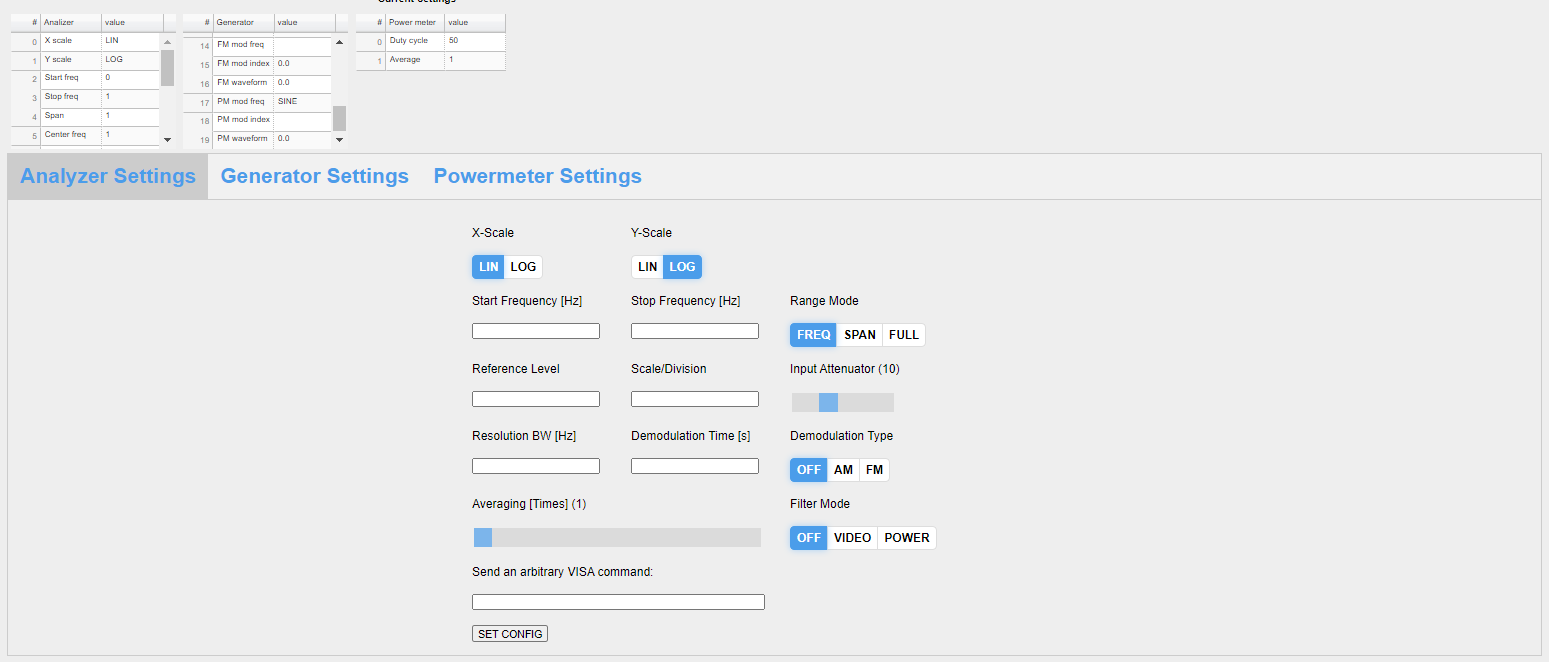 Current Settings
# Analizer value
0 X scale LIN
1 Y scale LOG
2 Start freq 0
3 Stop freq 1
4 Span 1
5 Center freq 1
# Generator value
14 FM mod freq
15 FM mod index 0.0
16 FM waveform 0.0
17 PM mod freq SINE
18 PM mod index
19 PM waveform 0.0
# Power meter value
0 Duty cycle 50
1 Average 1
Analyzer Settings Generator Settings Powermeter Settings
X-Scale Y-Scale
LIN LOG LIN LOG
Start Frequency [Hz] Stop Frequency [Hz] Range Mode
FREQ SPAN FULL
Reference Level Scale/Division Input Attenuator (10)
Resolution BW [Hz] Demodulation Time [s] Demodulation Type
OFF AM FM
Averaging [Times] (1) Filter Mode
OFF VIDEO POWER
Send an arbitrary VISA command:
SET CONFIG